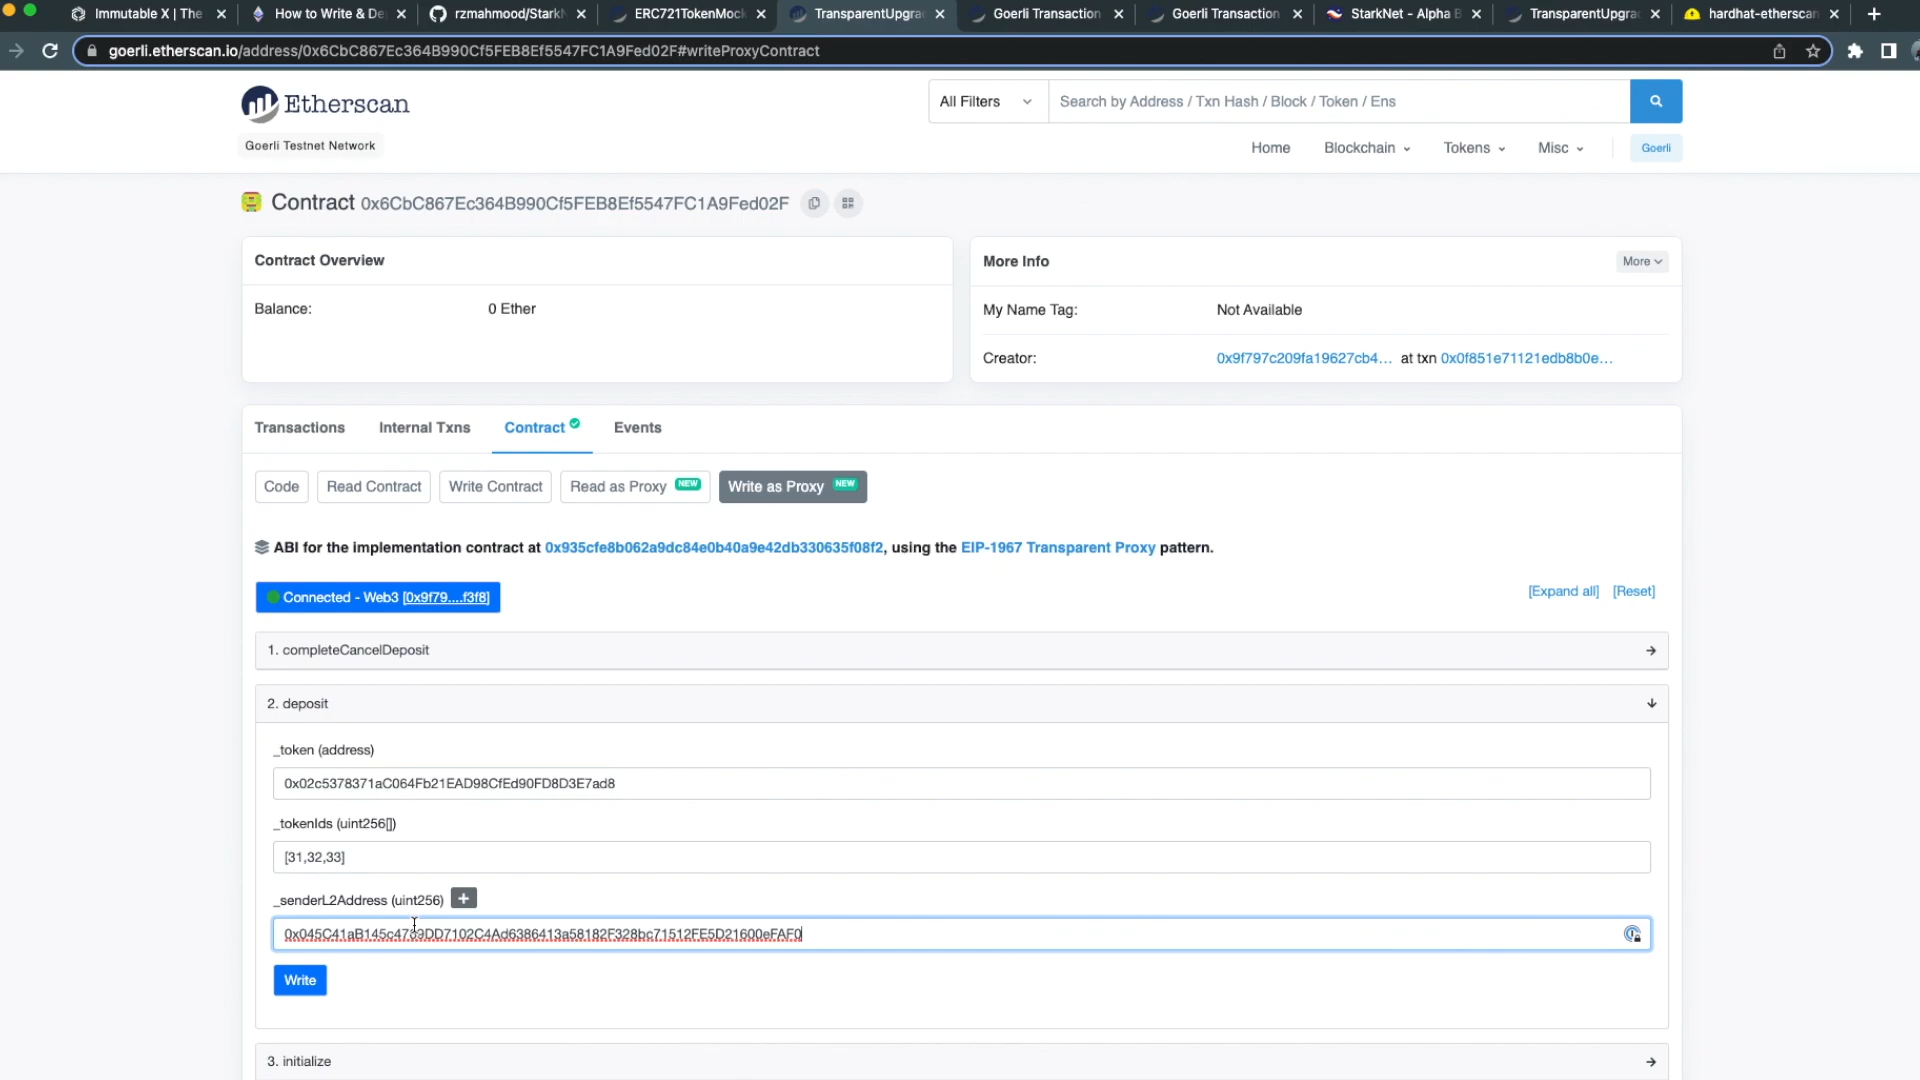 Immutable X | The
How to Write & De
rzmahmood/Stark
ERC721TokenMock
TransparentUpgra
Goerli Transaction
Goerli Transaction
StarkNet - Alpha B
TransparentUpgra
hardhat-etherscan
goerli.etherscan.io/address/0x6CbC867Ec364B990Cf5FEB8Ef5547FC1A9Fed02F#writeProxyContract
Etherscan
All Filters
Search by Address / Txn Hash / Block / Token / Ens
Goerli Testnet Network
Home Blockchain Tokens Misc Goerli
Contract 0x6CbC867Ec364B990Cf5FEB8Ef5547FC1A9Fed02F
Contract Overview
Balance: 0 Ether
More Info More
My Name Tag: Not Available
Creator: 0x9f797c209fa19627cb4... at txn 0x0f851e71121edb8b0e...
Transactions Internal Txns Contract Events
Code Read Contract Write Contract Read as Proxy NEW Write as Proxy NEW
ABI for the implementation contract at 0x935cfe8b062a9dc84e0b40a9e42db330635f08f2, using the EIP-1967 Transparent Proxy pattern.
Connected - Web3 [0x9f79....f3f8]
[Expand all] [Reset]
1. completeCancelDeposit
2. deposit
_token (address)
0x02c5378371aC064Fb21EAD98CfEd90FD8D3E7ad8
_tokenIds (uint256[])
[31,32,33]
_senderL2Address (uint256) +
Write
3. initialize